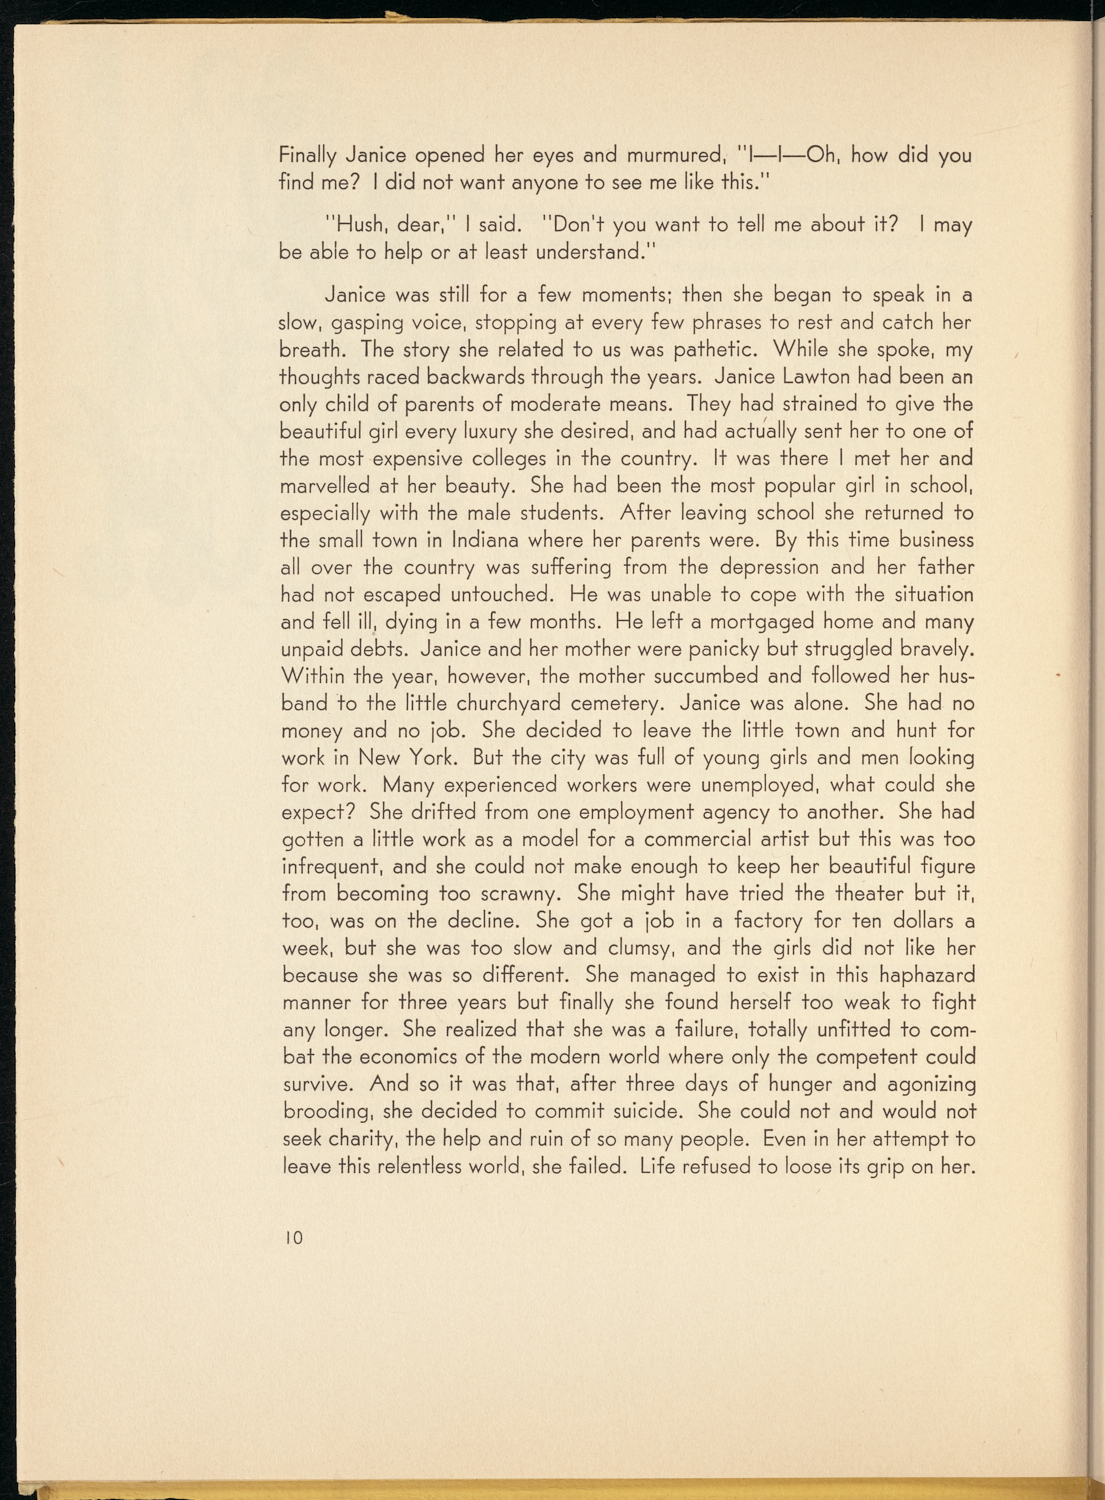 Finally Janice opened her eyes and murmured, "I—I—Oh, how did you
find me? I did not want anyone to see me like this."
"Hush, dear," I said. "Don't you want to tell me about it? I may
be able to help or at least understand."
Janice was still for a few moments; then she began to speak in a
slow, gasping voice, stopping at every few phrases to rest and catch her
breath. The story she related to us was pathetic. While she spoke, my
thoughts raced backwards through the years. Janice Lawton had been an
only child of parents of moderate means. They had strained to give the
beautiful girl every luxury she desired, and had actually sent her to one of
the most expensive colleges in the country. It was there I met her and
marvelled at her beauty. She had been the most popular girl in school,
especially with the male students. After leaving school she returned to
the small town in Indiana where her parents were. By this time business
all over the country was suffering from the depression and her father
had not escaped untouched. He was unable to cope with the situation
and fell ill, dying in a few months. He left a mortgaged home and many
unpaid debts. Janice and her mother were panicky but struggled bravely.
Within the year, however, the mother succumbed and followed her hus-
band to the little churchyard cemetery. Janice was alone. She had no
money and no job. She decided to leave the little town and hunt for
work in New York. But the city was full of young girls and men looking
for work. Many experienced workers were unemployed, what could she
expect? She drifted from one employment agency to another. She had
gotten a little work as a model for a commercial artist but this was too
infrequent, and she could not make enough to keep her beautiful figure
from becoming too scrawny. She might have tried the theater but it,
too, was on the decline. She got a job in a factory for ten dollars a
week, but she was too slow and clumsy, and the girls did not like her
because she was so different. She managed to exist in this haphazard
manner for three years but finally she found herself too weak to fight
any longer. She realized that she was a failure, totally unfitted to com-
bat the economics of the modern world where only the competent could
survive. And so it was that, after three days of hunger and agonizing
brooding, she decided to commit suicide. She could not and would not
seek charity, the help and ruin of so many people. Even in her attempt to
leave this relentless world, she failed. Life refused to loose its grip on her.
10